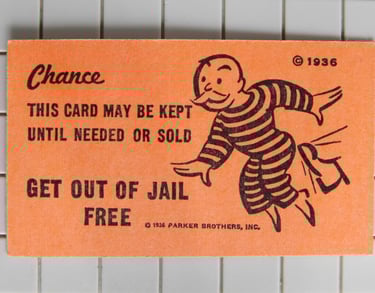 Chance
© 1936
THIS CARD MAY BE KEPT
UNTIL NEEDED OR SOLD
GET OUT OF JAIL
FREE
© 1936 PARKER BROTHERS, INC.